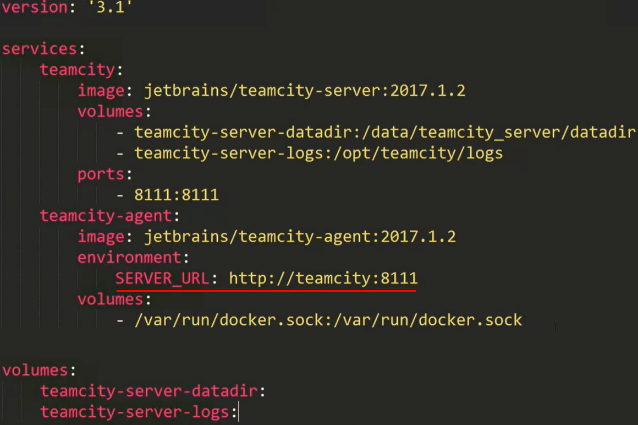 version: '3.1'
services:
teamcity:
image: jetbrains/teamcity-server:2017.1.2
volumes:
- teamcity-server-datadir:/data/teamcity_server/datadir
- teamcity-server-logs:/opt/teamcity/logs
ports:
- 8111:8111
teamcity-agent:
image: jetbrains/teamcity-agent:2017.1.2
environment:
SERVER_URL: http://teamcity:8111
volumes:
- /var/run/docker.sock:/var/run/docker.sock
volumes:
teamcity-server-datadir:
teamcity-server-logs: